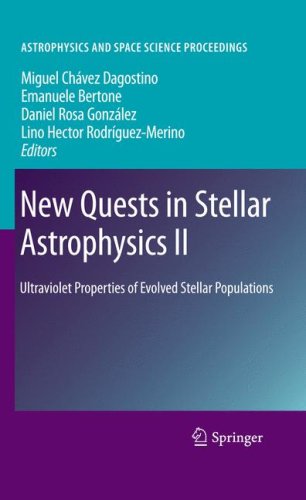 ASTROPHYSICS AND SPACE SCIENCE PROCEEDINGS
Miguel Chávez Dagostino
Emanuele Bertone
Daniel Rosa González
Lino Hector Rodríguez-Merino
Editors
New Quests in Stellar
Astrophysics II
Ultraviolet Properties of Evolved Stellar Populations
Springer